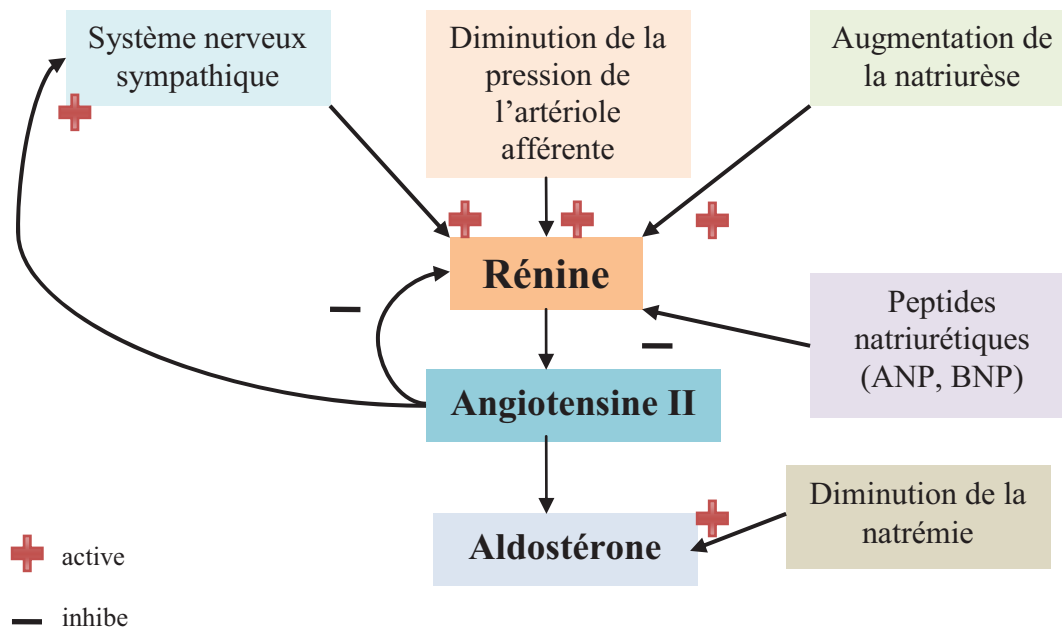 Système nerveux
sympathique
Diminution de la
pression de
l’artériole
afférente
Augmentation de
la natriurèse
Rénine
Peptides
natriurétiques
(ANP, BNP)
Angiotensine II
Diminution de la
natrémie
Aldostérone
active
inhibe